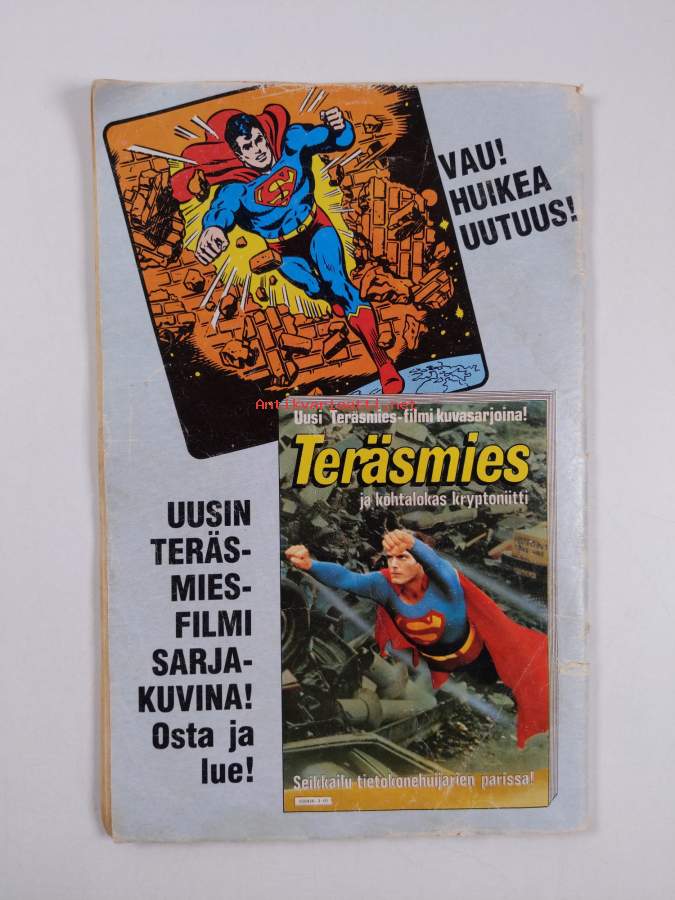 VAU!
HUIKEA
UUTUUS!
Antikvariaatti.net
Uusi Teräsmies-filmi kuvasarjoina!
Teräsmies
ja kohtalokas kryptoniitti
UUSIN
TERÄS-
MIES-
FILMI
SARJA-
KUVINA!
Osta ja
lue!
Seikkailu tietokonehuijarien parissa!